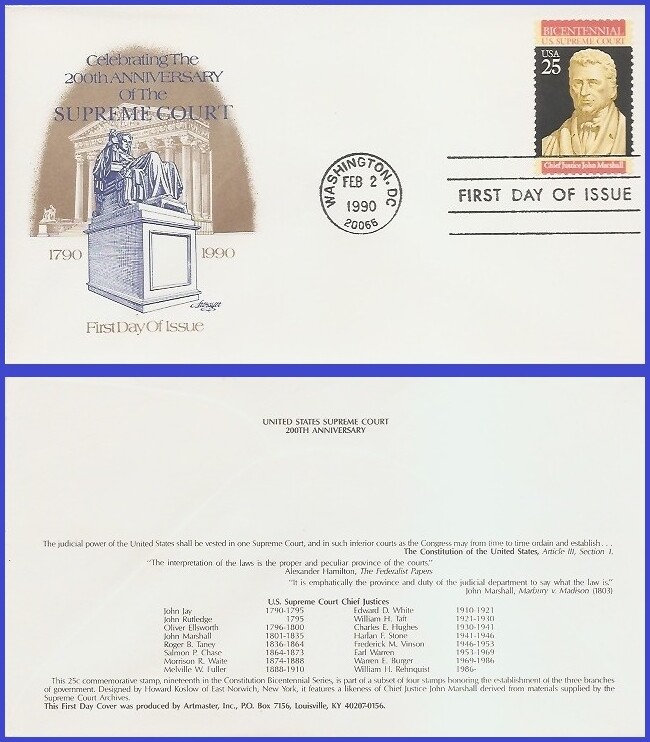 Celebrating The
200th ANNIVERSARY
Of The
SUPREME COURT
1790 1990
First Day Of Issue
WASHINGTON, DC
FEB 2
1990
20066
BICENTENNIAL
U.S. SUPREME COURT
USA
25
Chief Justice John Marshall
FIRST DAY OF ISSUE
UNITED STATES SUPREME COURT
200TH ANNIVERSARY
The judicial power of the United States shall be vested in one Supreme Court, and in such inferior courts as the Congress may from time to time ordain and establish . . .
The Constitution of the United States, Article III, Section 1.
"The interpretation of the laws is the proper and peculiar province of the courts."
Alexander Hamilton, The Federalist Papers
"It is emphatically the province and duty of the judicial department to say what the law is."
John Marshall, Marbury v. Madison (1803)
U.S. Supreme Court Chief Justices
John Jay 1790-1795 Edward D. White 1910-1921
John Rutledge 1795 William H. Taft 1921-1930
Oliver Ellsworth 1796-1800 Charles E. Hughes 1930-1941
John Marshall 1801-1835 Harlan F. Stone 1941-1946
Roger B. Taney 1836-1864 Frederick M. Vinson 1946-1953
Salmon P. Chase 1864-1873 Earl Warren 1953-1969
Morrison R. Waite 1874-1888 Warren E. Burger 1969-1986
Melville W. Fuller 1888-1910 William H. Rehnquist 1986-
This 25c commemorative stamp, nineteenth in the Constitution Bicentennial Series, is part of a subset of four stamps honoring the establishment of the three branches
of government. Designed by Howard Koslow of East Norwich, New York, it features a likeness of Chief Justice John Marshall derived from materials supplied by the
Supreme Court Archives.
This First Day Cover was produced by Artmaster, Inc., P.O. Box 7156, Louisville, KY 40207-0156.